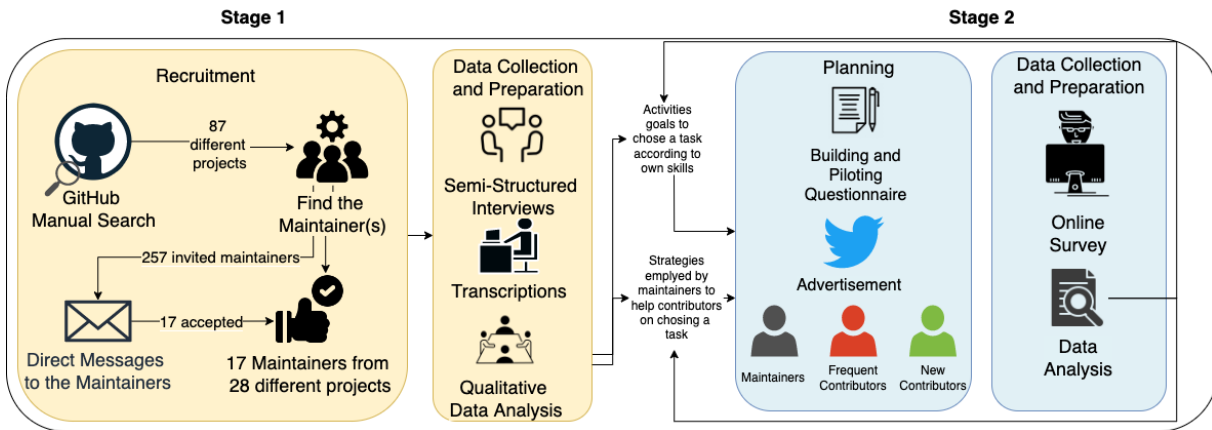 Stage 1
Stage 2
Recruitment
87
different
projects
GitHub
Manual Search
Find the
Maintainer(s)
257 invited maintainers
17 accepted
Direct Messages
to the Maintainers
17 Maintainers from
28 different projects
Data Collection
and Preparation
Semi-Structured
Interviews
Transcriptions
Qualitative
Data Analysis
Activities
goals to
chose a task
according to
own skills
Strategies
emplyed by
maintainers to
help contributors
on chosing a
task
Planning
Building and
Piloting
Questionnaire
Advertisement
Maintainers
Frequent
Contributors
New
Contributors
Data Collection
and Preparation
Online
Survey
Data
Analysis